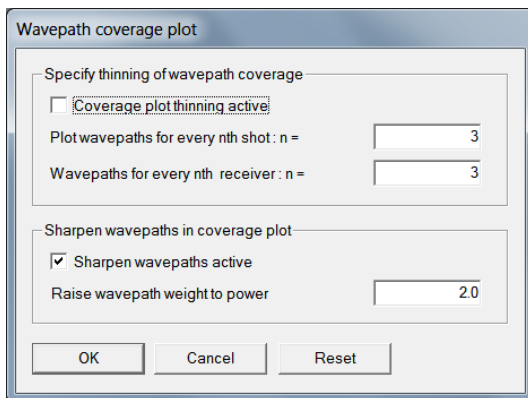 Wavepath coverage plot
Specify thinning of wavepath coverage
Coverage plot thinning active
Plot wavepaths for every nth shot : n = 3
Wavepaths for every nth receiver : n = 3
Sharpen wavepaths in coverage plot
Sharpen wavepaths active
Raise wavepath weight to power 2.0
OK Cancel Reset